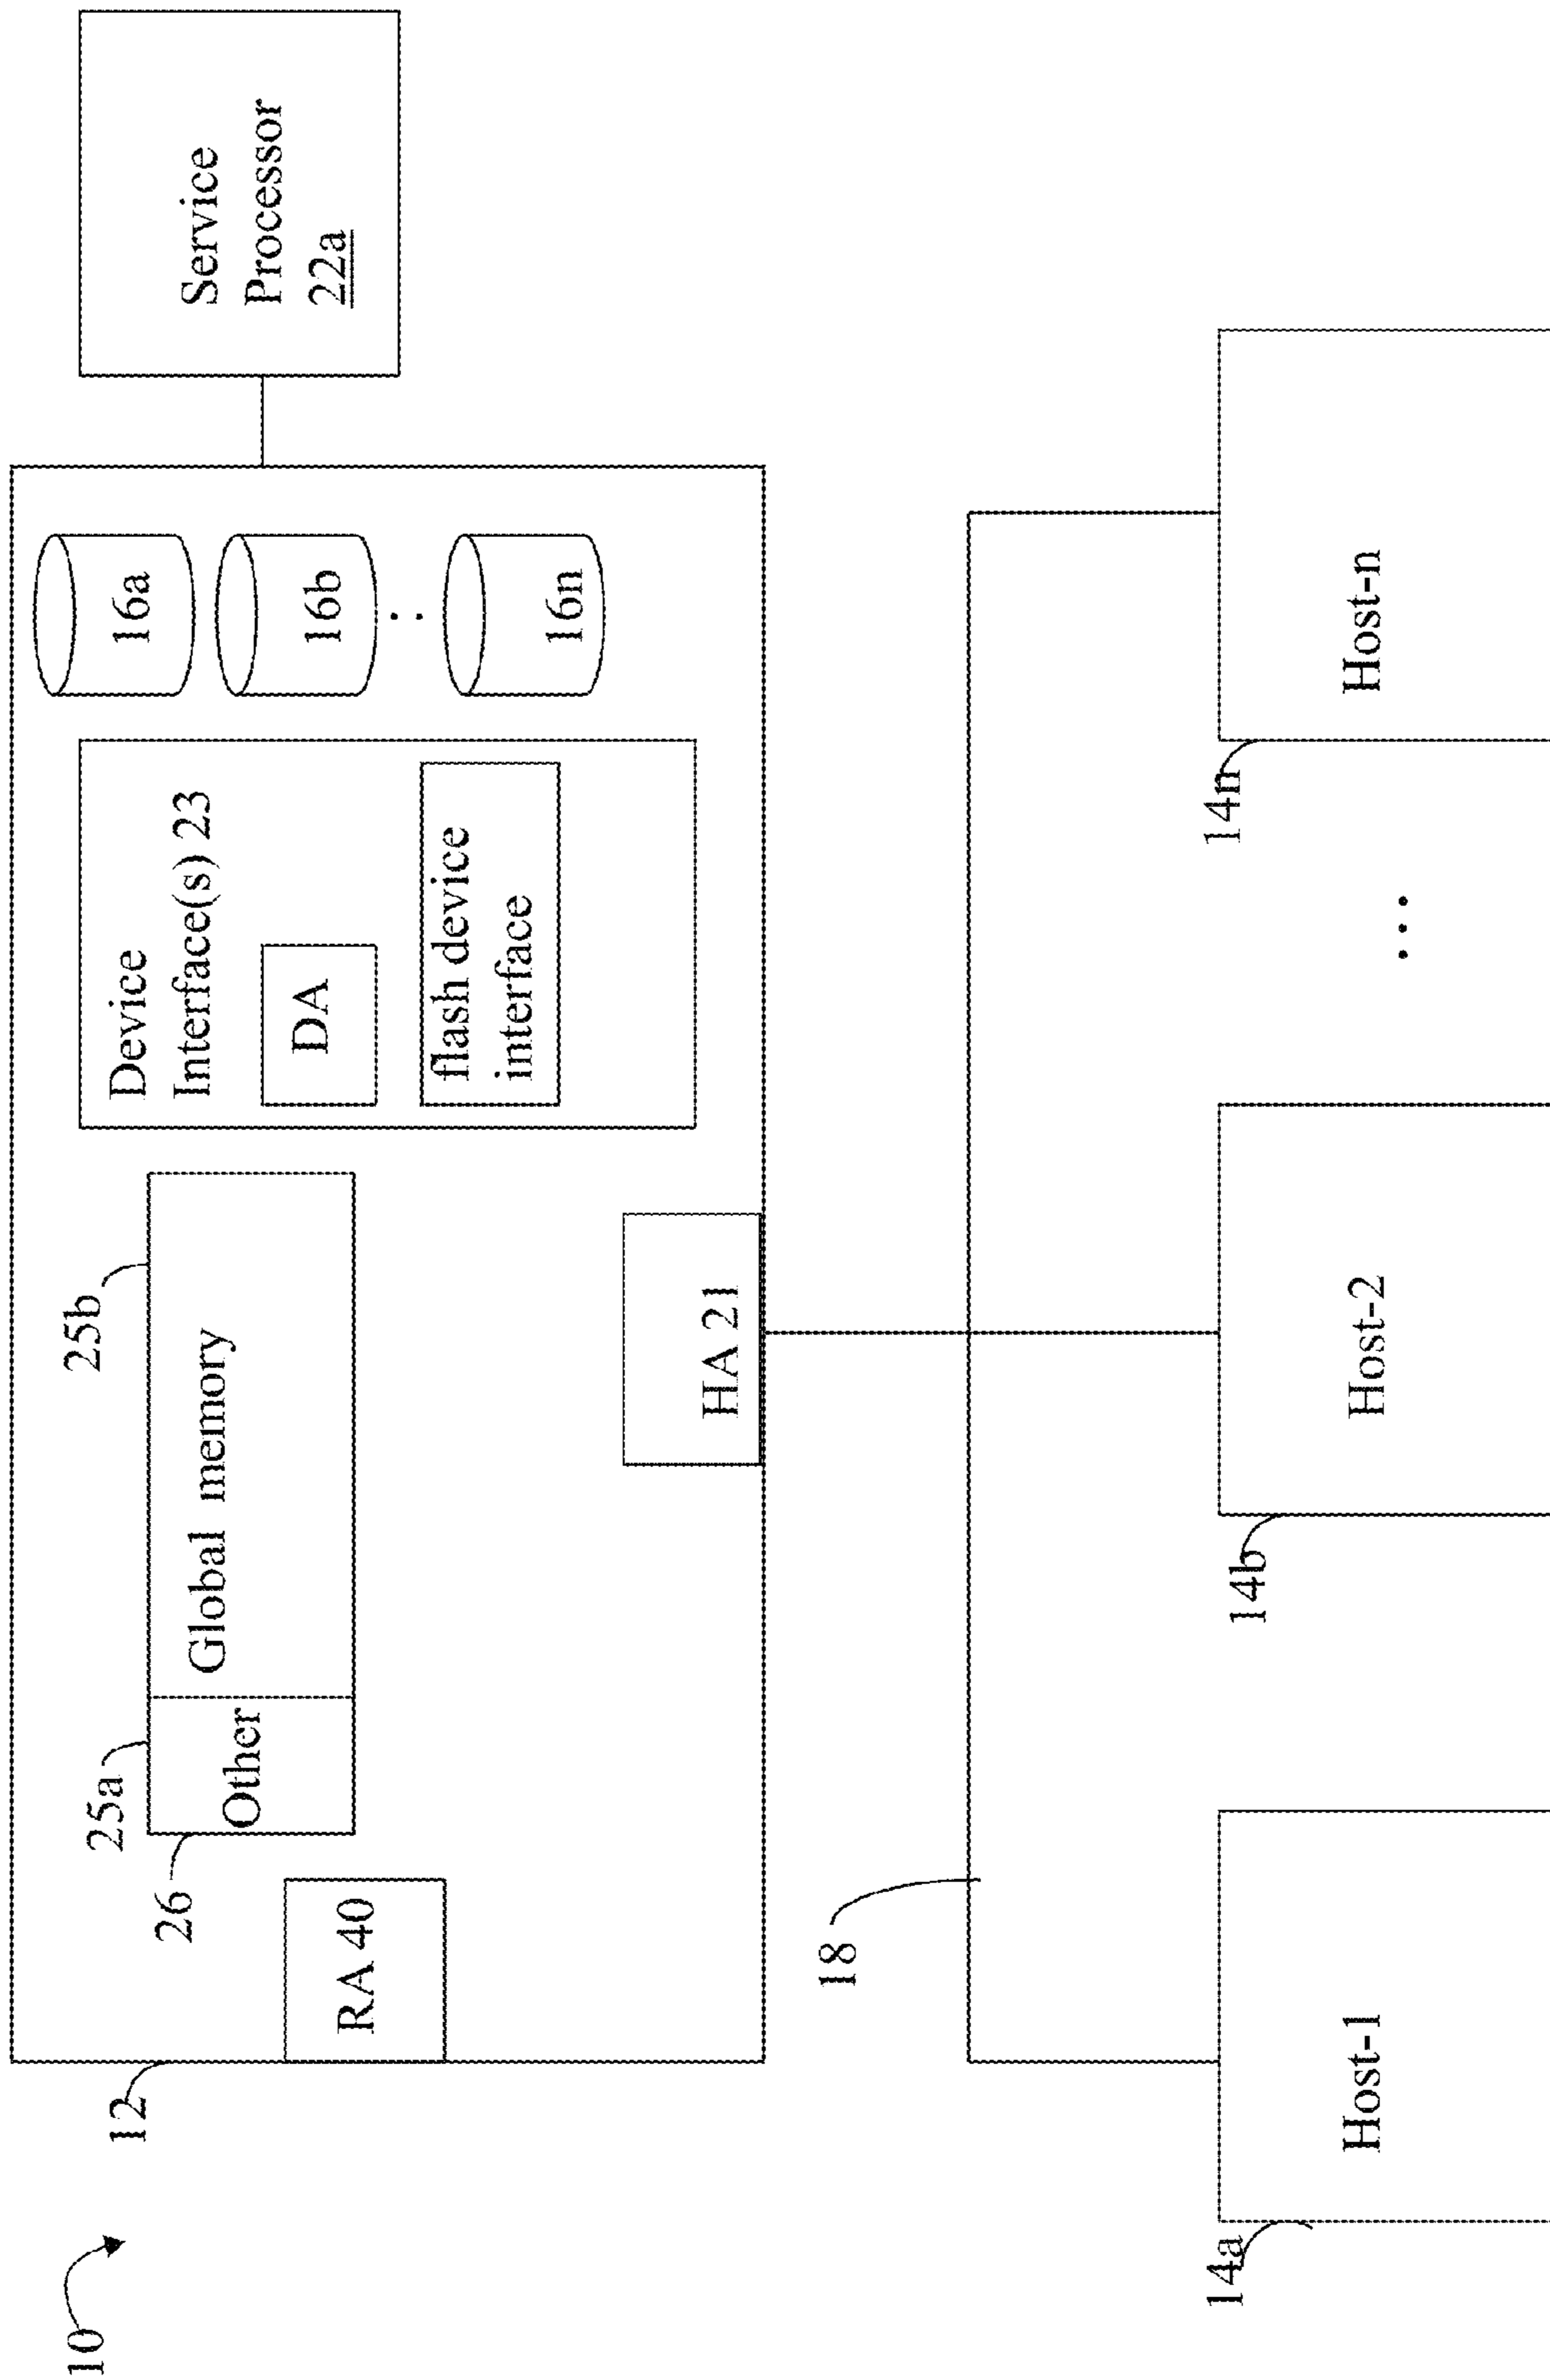 10
12
RA 40
26
25a
Other
Global memory
25b
HA 21
Device
Interface(s) 23
DA
flash device
interface
16a
16b
:
16n
Service
Processor
22a
18
14a
Host-1
14b
Host-2
...
14n
Host-n